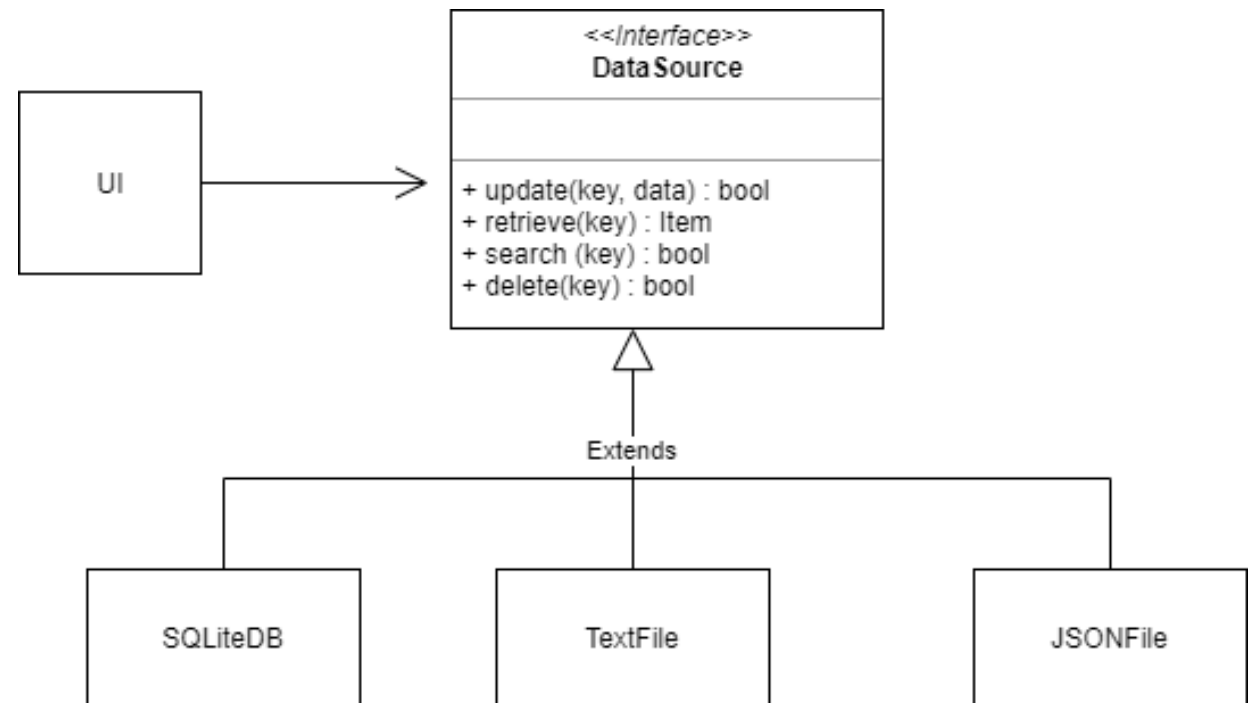 <<Interface>>
DataSource
UI
+ update(key, data) : bool
+ retrieve(key) : Item
+ search (key) : bool
+ delete(key) : bool
Extends
SQLiteDB
TextFile
JSONFile